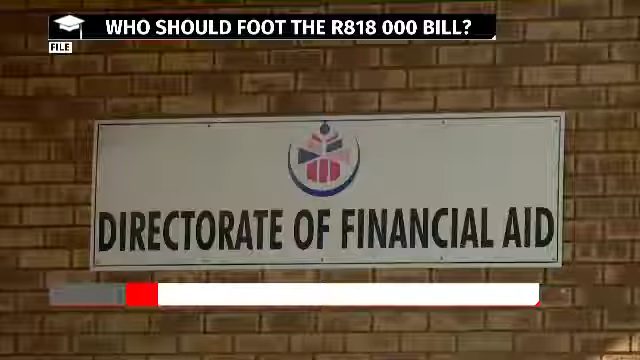 WHO SHOULD FOOT THE R818 000 BILL?
FILE
DIRECTORATE OF FINANCIAL AID